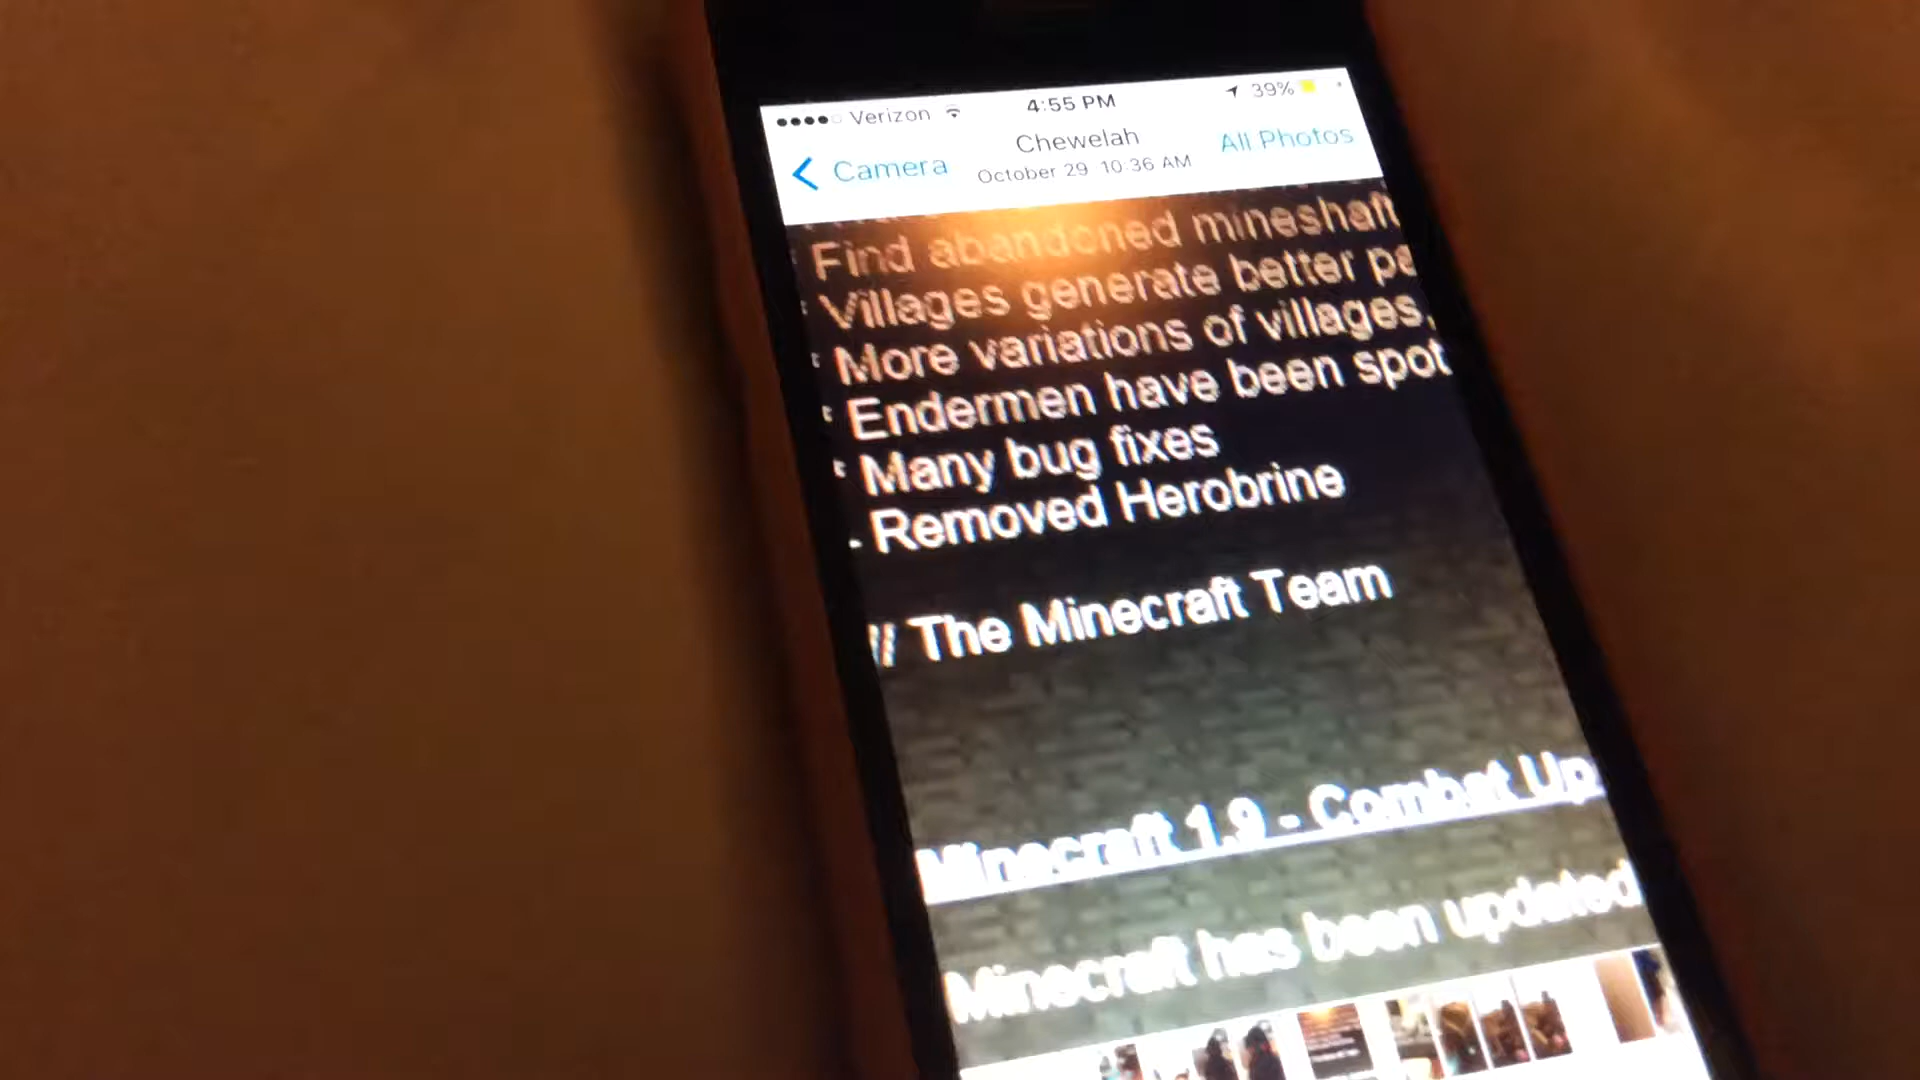 Verizon 4:55 PM 39%
Camera Chewelah All Photos
October 29 10:36 AM
Find abandoned mineshaft
* Villages generate better pa
* More variations of villages,
* Endermen have been spot
* Many bug fixes
- Removed Herobrine
// The Minecraft Team
Minecraft 1.9 - Combat Up
Minecraft has been updated